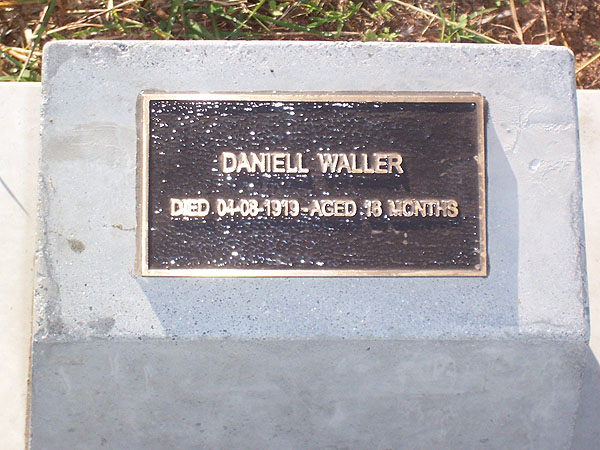 DANIELL WALLER
DIED 04-08-1919 AGED 18 MONTHS